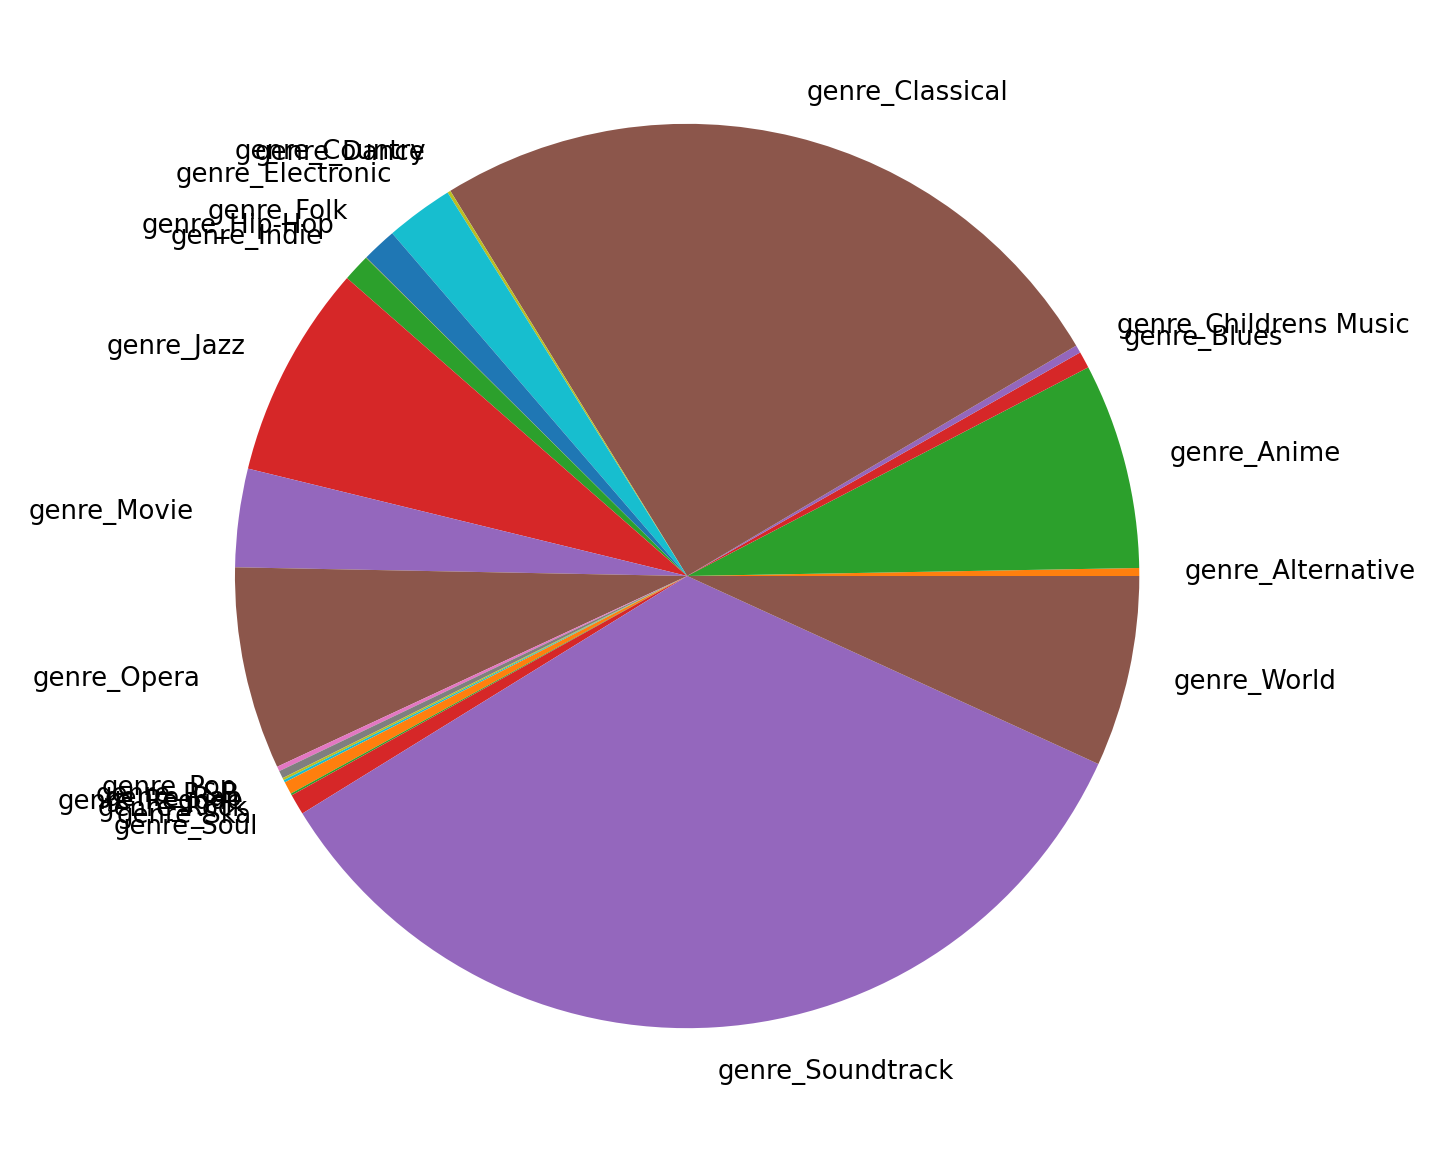 genre_Classical
genre_Country
genre_Dance
genre_Electronic
genre_Folk
genre_Hip-Hop
genre_Indie
genre_Childrens Music
genre_Blues
genre_Jazz
genre_Anime
genre_Movie
genre_Alternative
genre_Opera
genre_World
genre_Pop
genre_Ska
genre_Soul
genre_Soundtrack